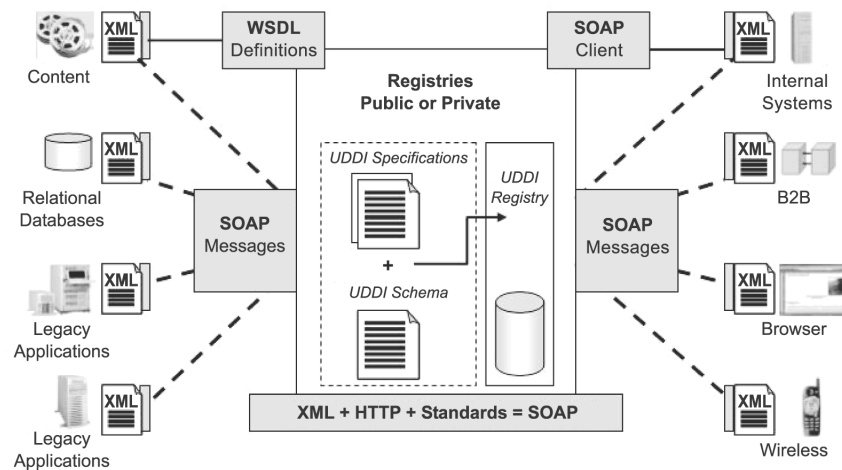 XML
Content
WSDL
Definitions
SOAP
Client
XML
Internal
Systems
Registries
Public or Private
XML
Relational
Databases
UDDI Specifications
UDDI
Registry
XML
B2B
SOAP
Messages
SOAP
Messages
+
UDDI Schema
XML
Legacy
Applications
XML
Browser
XML
Legacy
Applications
XML + HTTP + Standards = SOAP
XML
Wireless